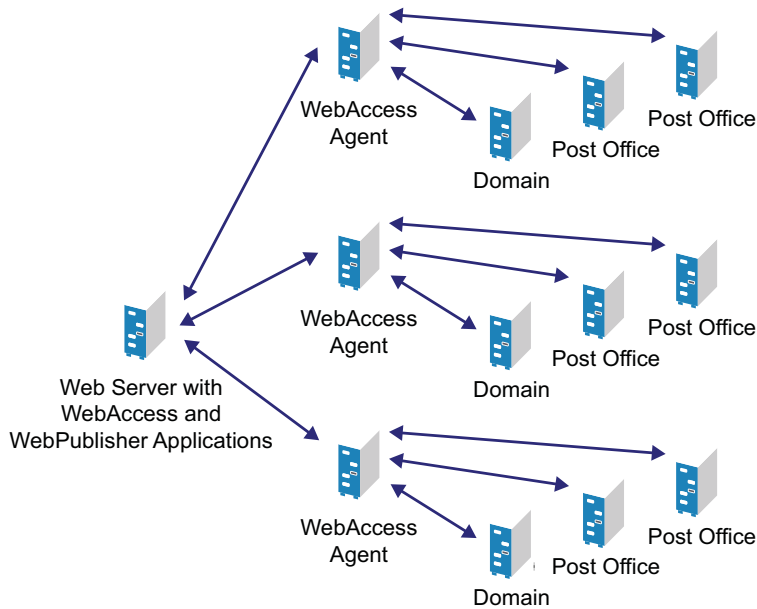 WebAccess
Agent
Domain
Post Office
Post Office
WebAccess
Agent
Domain
Post Office
Post Office
Web Server with
WebAccess and
WebPublisher Applications
WebAccess
Agent
Domain
Post Office
Post Office